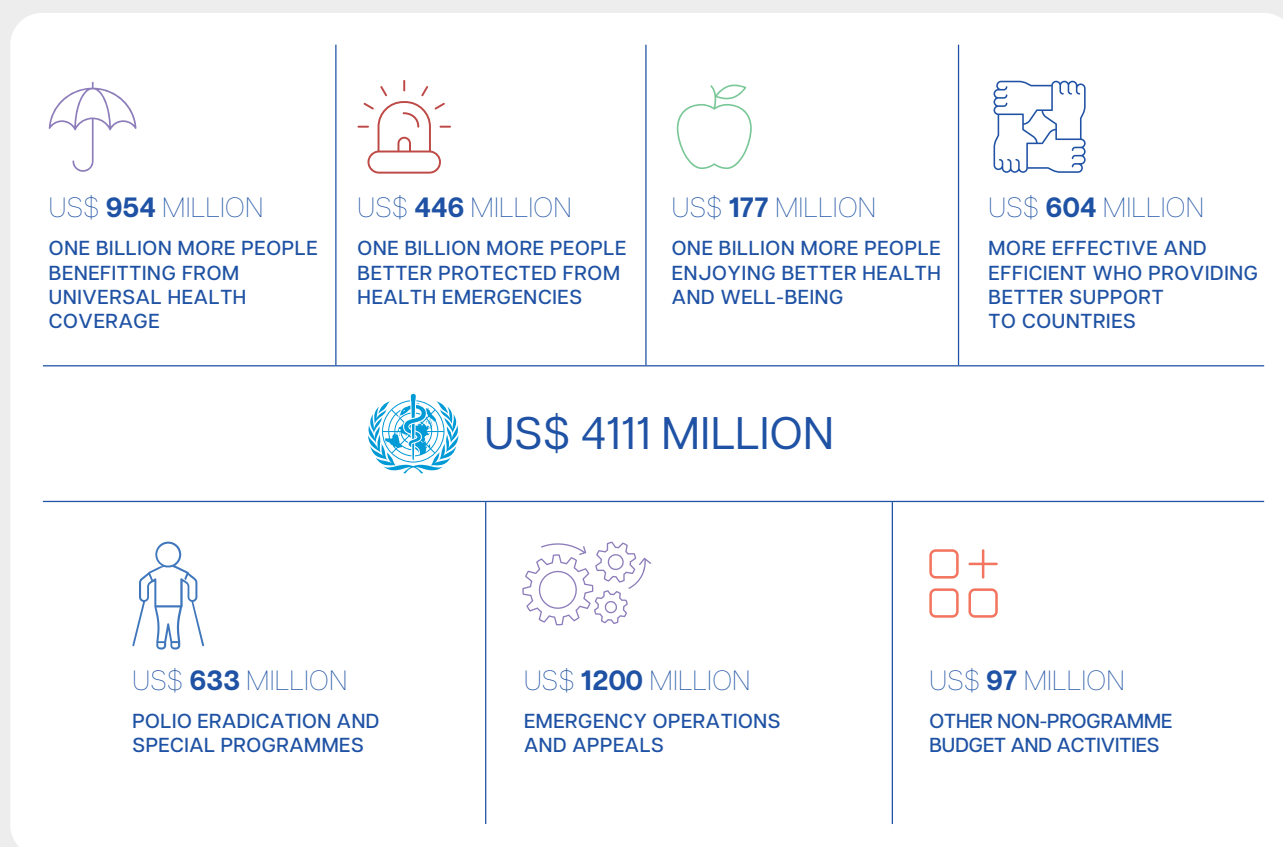 US$ 954 MILLION
ONE BILLION MORE PEOPLE
BENEFITTING FROM
UNIVERSAL HEALTH
COVERAGE
US$ 446 MILLION
ONE BILLION MORE PEOPLE
BETTER PROTECTED FROM
HEALTH EMERGENCIES
US$ 177 MILLION
ONE BILLION MORE PEOPLE
ENJOYING BETTER HEALTH
AND WELL-BEING
US$ 604 MILLION
MORE EFFECTIVE AND
EFFICIENT WHO PROVIDING
BETTER SUPPORT
TO COUNTRIES
US$ 4111 MILLION
US$ 633 MILLION
POLIO ERADICATION AND
SPECIAL PROGRAMMES
US$ 1200 MILLION
EMERGENCY OPERATIONS
AND APPEALS
US$ 97 MILLION
OTHER NON-PROGRAMME
BUDGET AND ACTIVITIES